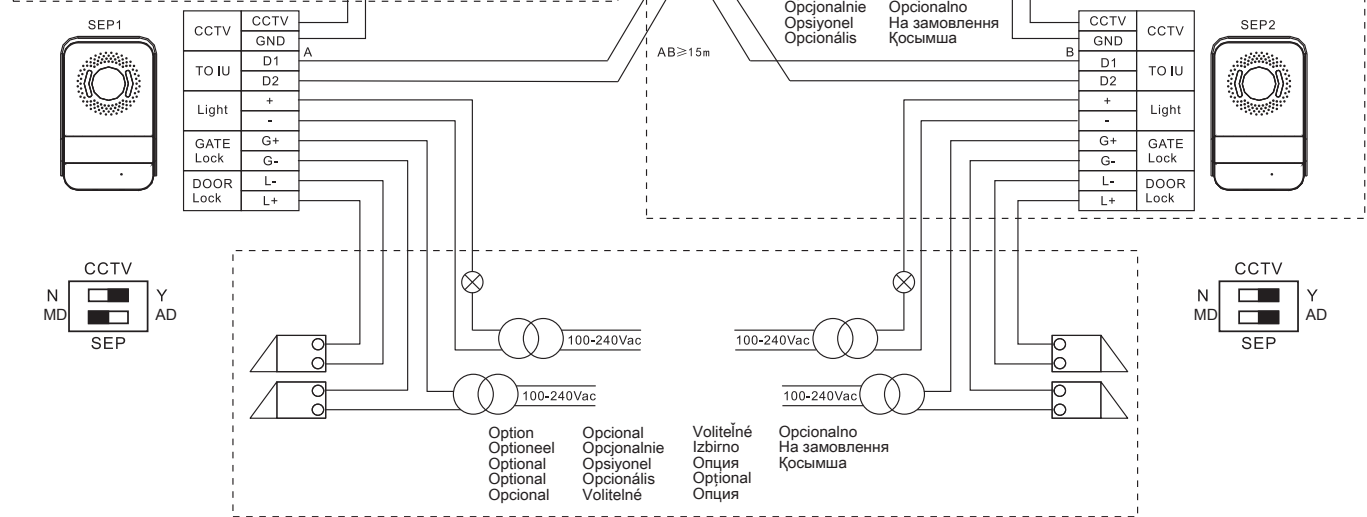 Opcjonalnie Opcionalno
Opsiyonel На замовлення
Opcionális Қосымша
SEP1
CCTV CCTV
GND
A
TO IU D1
D2
Light +
-
GATE Lock G+
G-
DOOR Lock L-
L+
AB≥15m
SEP2
CCTV CCTV
GND
B
D1 TO IU
D2
+ Light
-
G+ GATE Lock
G-
L- DOOR Lock
L+
CCTV
N Y
MD AD
SEP
CCTV
N Y
MD AD
SEP
100-240Vac 100-240Vac
100-240Vac 100-240Vac
Option Opcional Voliteľné Opcionalno
Optioneel Opcjonalnie Izbirno На замовлення
Optional Opsiyonel Опция Қосымша
Optional Opcionális Opțional
Opcional Volitelné Опция